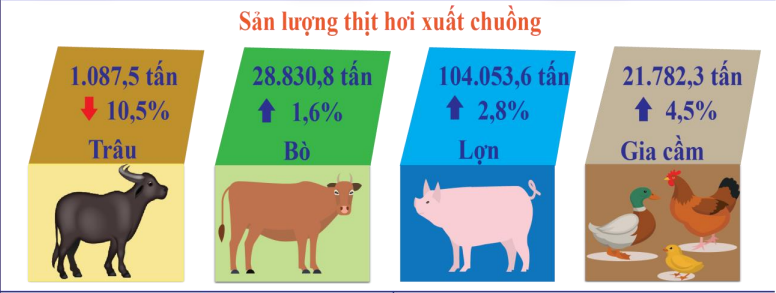 Sản lượng thịt hơi xuất chuồng
1.087,5 tấn
10,5%
Trâu
28.830,8 tấn
1,6%
Bò
104.053,6 tấn
2,8%
Lợn
21.782,3 tấn
4,5%
Gia cầm